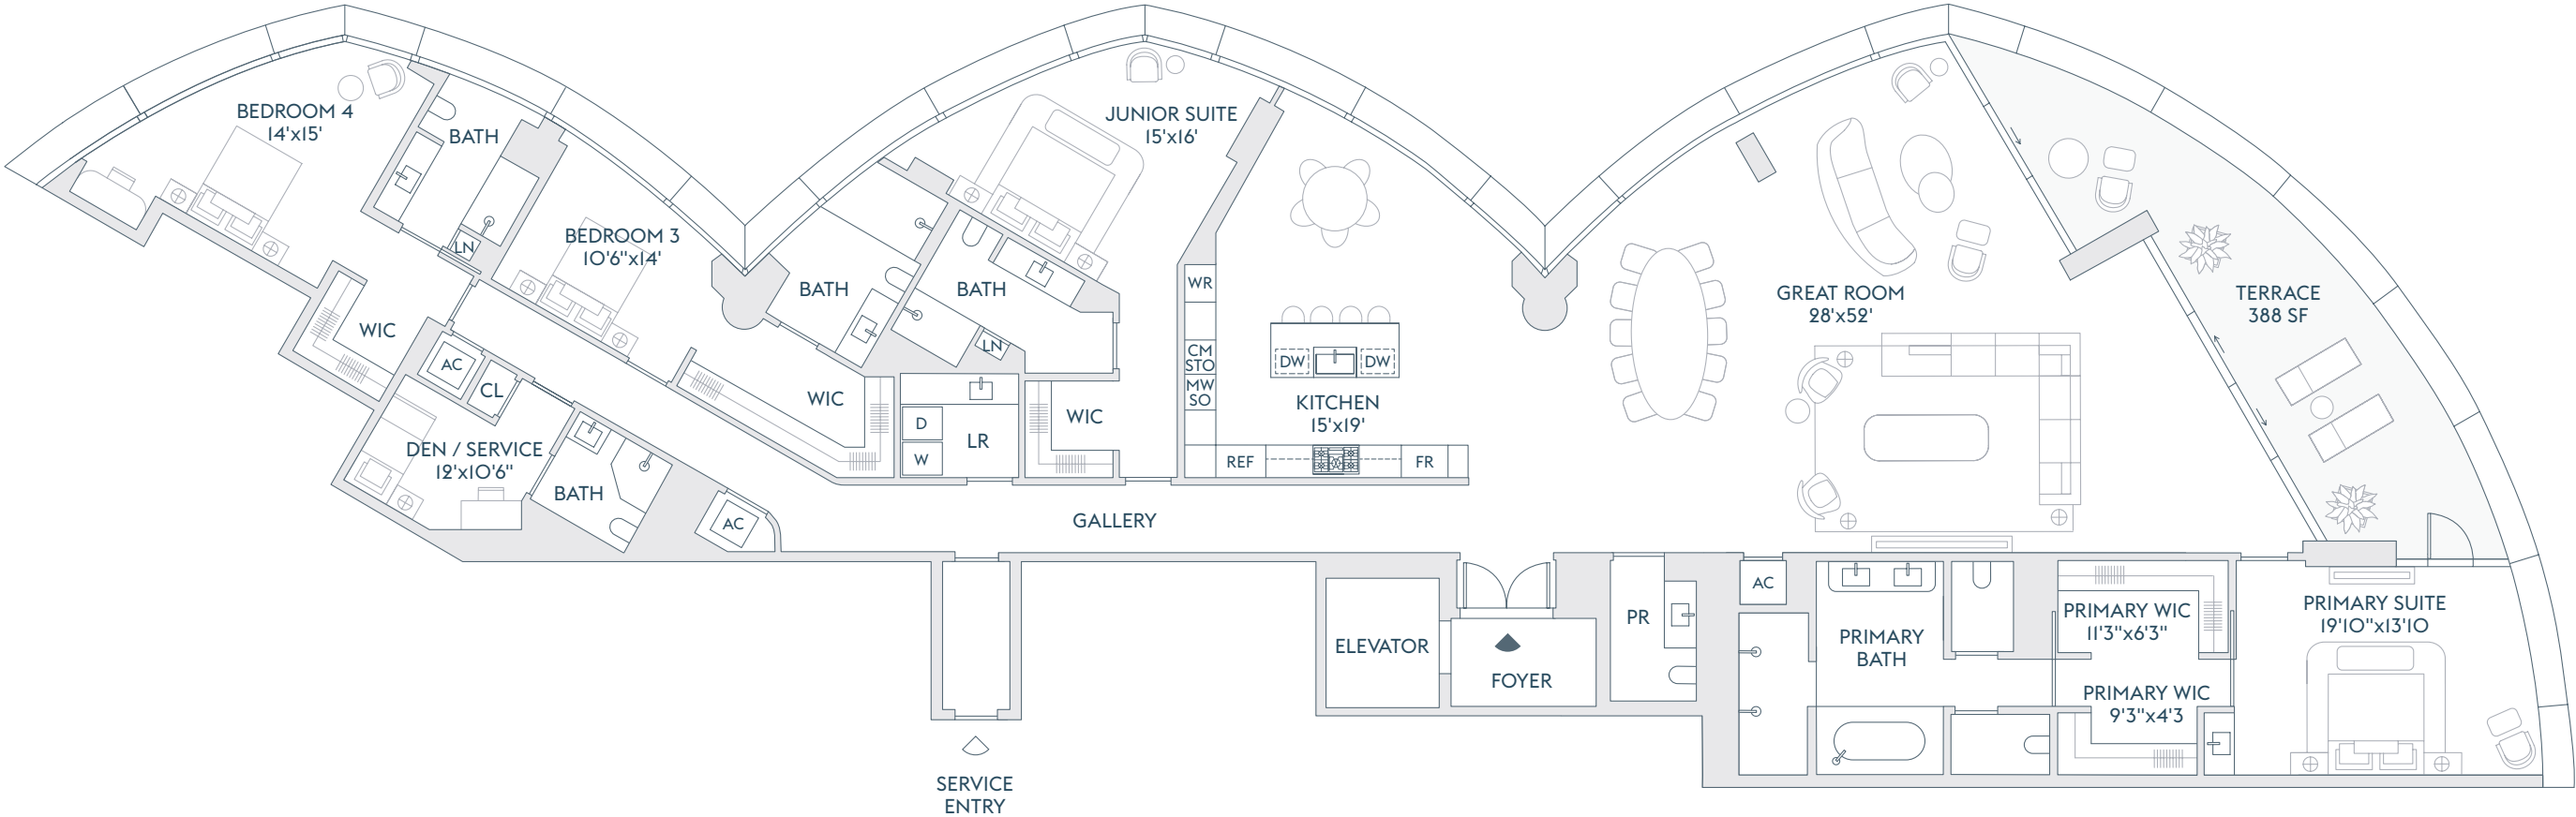 BEDROOM 4
14'x15'
BATH
LN
BEDROOM 3
10'6"x14'
WIC
AC
CL
DEN / SERVICE
12'x10'6"
BATH
AC
WIC
BATH
JUNIOR SUITE
15'x16'
BATH
LN
D
W
LR
WIC
WR
CM
STO
MW
SO
DW
DW
KITCHEN
15'x19'
REF
FR
GALLERY
GREAT ROOM
28'x52'
TERRACE
388 SF
SERVICE
ENTRY
ELEVATOR
FOYER
PR
AC
PRIMARY
BATH
PRIMARY WIC
11'3"x6'3"
PRIMARY WIC
9'3"x4'3
PRIMARY SUITE
19'10"x13'10